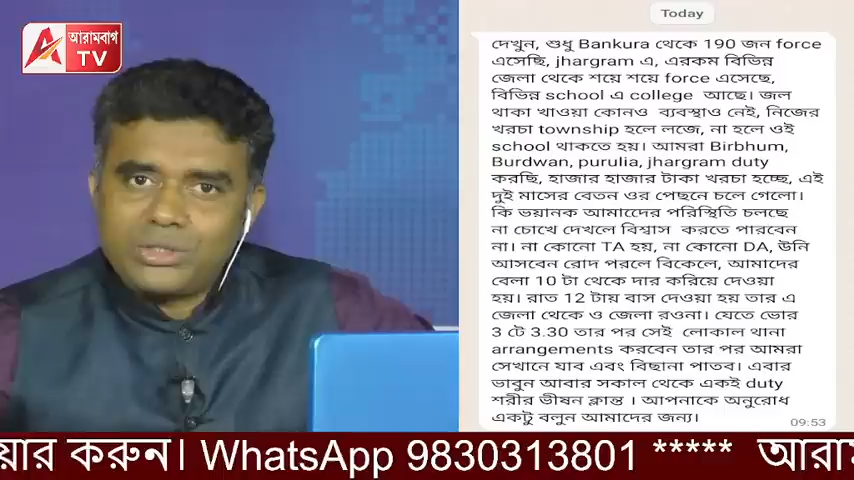 আরামবাগ
TV
Today
দেখুন, শুধু Bankura থেকে 190 জন force
এসেছি, jhargram এ, এরকম বিভিন্ন
জেলা থেকে শয়ে শয়ে force এসেছে,
বিভিন্ন school এ college আছে। জল
থাকা খাওয়া কোনও ব্যবস্থাও নেই, নিজের
খরচা township হলে লজে, না হলে ওই
school থাকতে হয়। আমরা Birbhum,
Burdwan, purulia, jhargram duty
করছি, হাজার হাজার টাকা খরচা হচ্ছে, এই
দুই মাসের বেতন ওর পেছনে চলে গেলো।
কি ভয়ানক আমাদের পরিস্থিতি চলছে
না চোখে দেখলে বিশ্বাস করতে পারবেন
না। না কোনো TA হয়, না কোনো DA, উনি
আসবেন রোদ পরলে বিকেলে, আমাদের
বেলা 10 টা থেকে দার করিয়ে দেওয়া
হয়। রাত 12 টায় বাস দেওয়া হয় তার এ
জেলা থেকে ও জেলা রওনা। যেতে ভোর
3 টে 3.30 তার পর সেই লোকাল থানা
arrangements করবেন তার পর আমরা
সেখানে যাব এবং বিছানা পাতব। এবার
ভাবুন আবার সকাল থেকে একই duty
শরীর ভীষন ক্লান্ত । আপনাকে অনুরোধ
একটু বলুন আমাদের জন্য।
09:53
য়ার করুন। WhatsApp 9830313801 ***** আরাম